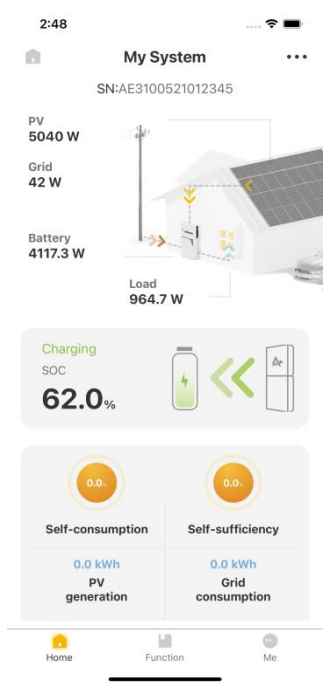 2:48
My System
SN:AE3100521012345
PV
5040 W
Grid
42 W
Battery
4117.3 W
Load
964.7 W
Charging
SOC
62.0%
0.0%
0.0%
Self-consumption
Self-sufficiency
0.0 kWh
PV
generation
0.0 kWh
Grid
consumption
Home
Function
Me